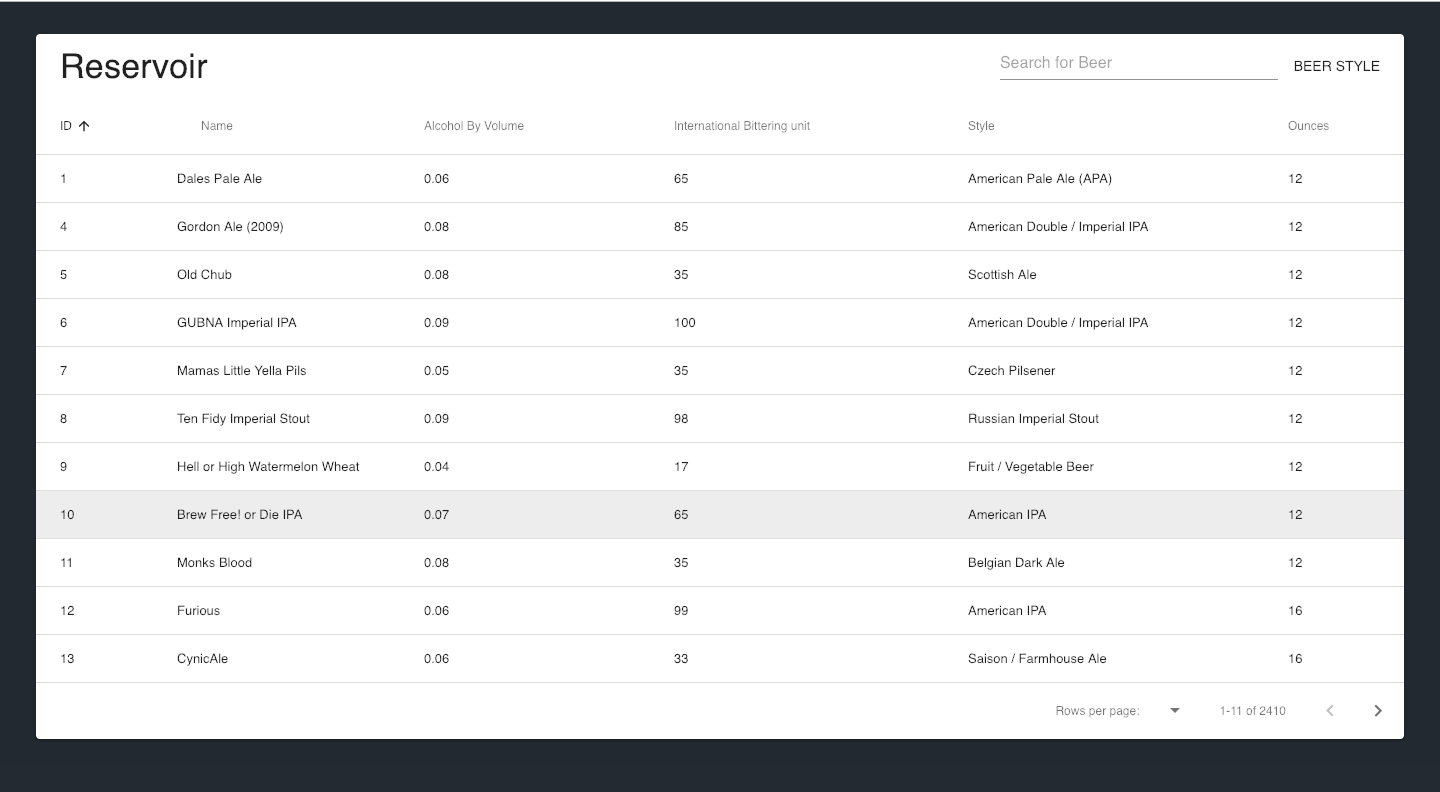 Reservoir
Search for Beer BEER STYLE
ID Name Alcohol By Volume International Bittering unit Style Ounces
1 Dales Pale Ale 0.06 65 American Pale Ale (APA) 12
4 Gordon Ale (2009) 0.08 85 American Double / Imperial IPA 12
5 Old Chub 0.08 35 Scottish Ale 12
6 GUBNA Imperial IPA 0.09 100 American Double / Imperial IPA 12
7 Mamas Little Yella Pils 0.05 35 Czech Pilsener 12
8 Ten Fidy Imperial Stout 0.09 98 Russian Imperial Stout 12
9 Hell or High Watermelon Wheat 0.04 17 Fruit / Vegetable Beer 12
10 Brew Free! or Die IPA 0.07 65 American IPA 12
11 Monks Blood 0.08 35 Belgian Dark Ale 12
12 Furious 0.06 99 American IPA 16
13 CynicAle 0.06 33 Saison / Farmhouse Ale 16
Rows per page: 1-11 of 2410